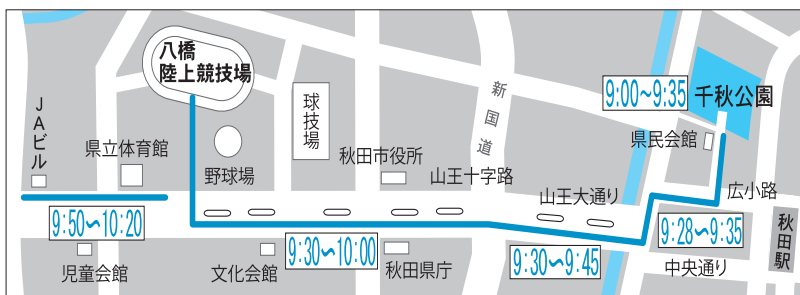 八橋
陸上競技場
9:00〜9:35
千秋公園
新国道
JAビル
球技場
県民会館
県立体育館
秋田市役所
野球場
山王十字路
山王大通り
広小路
9:50〜10:20
9:30〜10:00
9:28〜9:35
秋田駅
児童会館
文化会館
秋田県庁
9:30〜9:45
中央通り